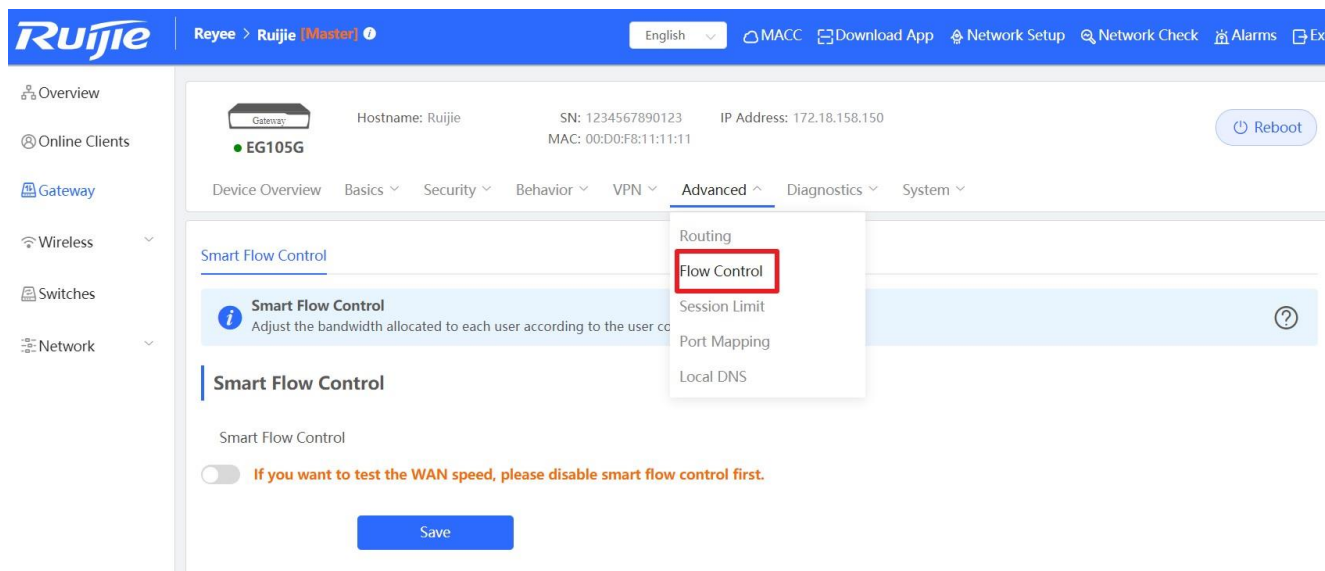 Ruijie
Reyee > Ruijie [Master]
English
MACC
Download App
Network Setup
Network Check
Alarms
Ex
Overview
Online Clients
Gateway
Wireless
Switches
Network
Gateway
EG105G
Hostname: Ruijie
SN: 1234567890123
IP Address: 172.18.158.150
MAC: 00:D0:F8:11:11:11
Reboot
Device Overview
Basics
Security
Behavior
VPN
Advanced
Diagnostics
System
Routing
Flow Control
Session Limit
Port Mapping
Local DNS
Smart Flow Control
Smart Flow Control
Adjust the bandwidth allocated to each user according to the user co
Smart Flow Control
Smart Flow Control
If you want to test the WAN speed, please disable smart flow control first.
Save